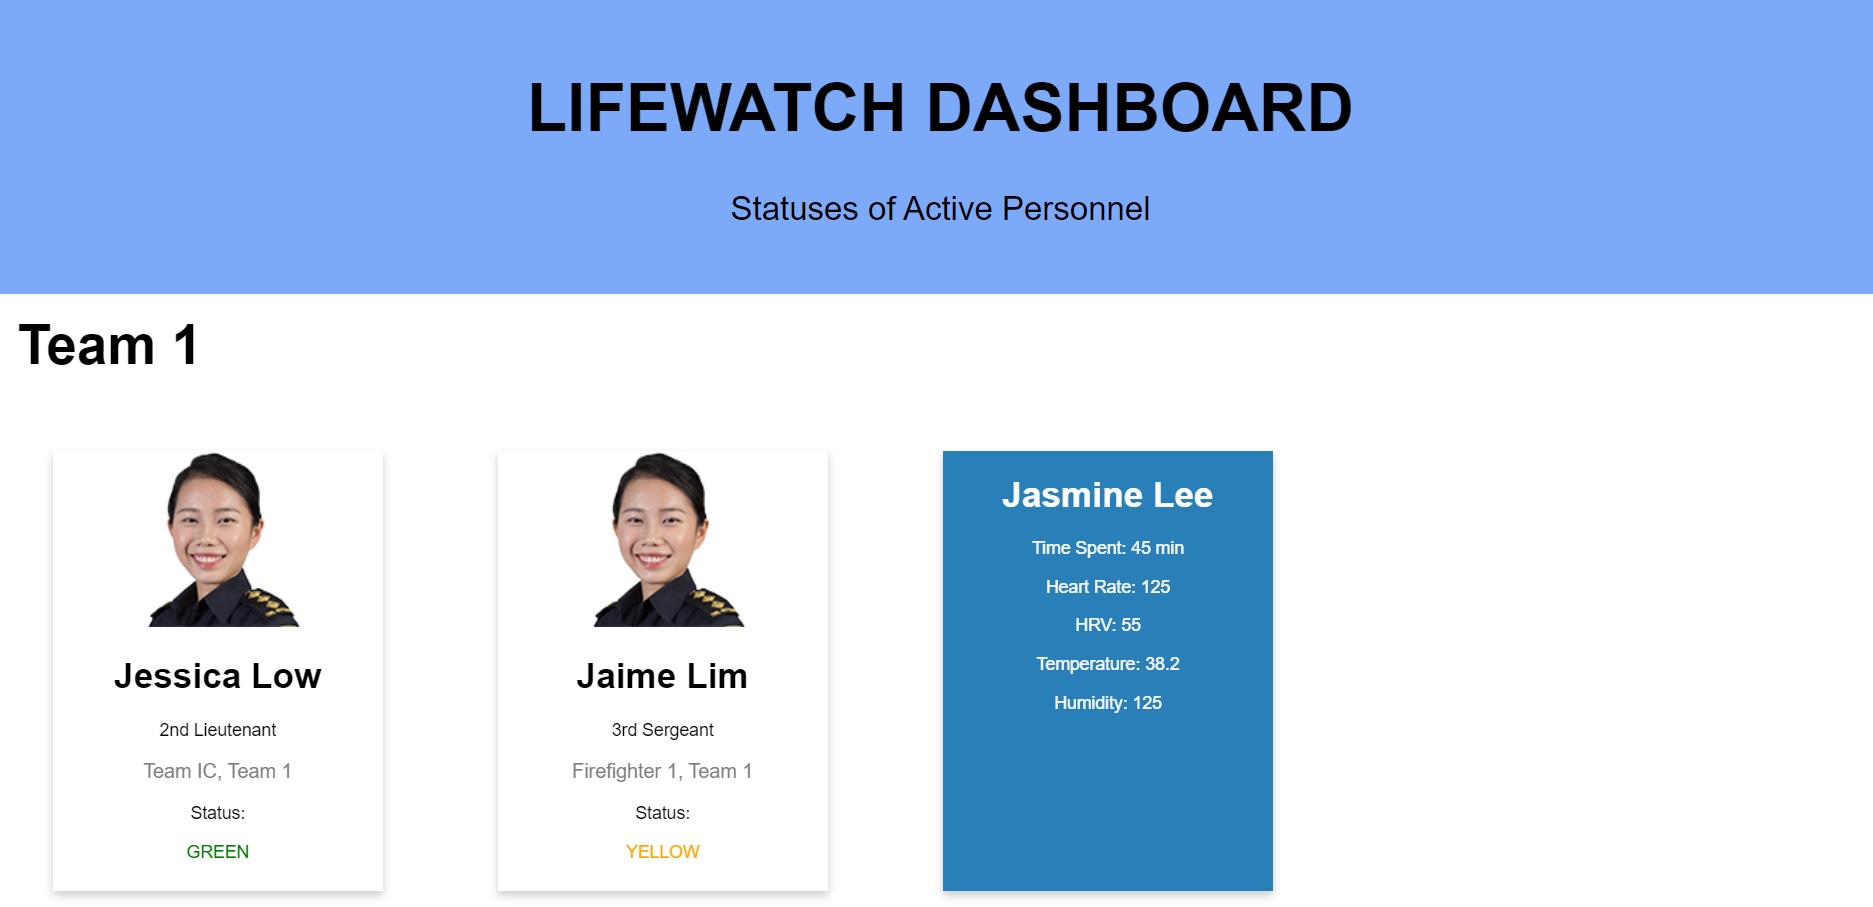 LIFEWATCH DASHBOARD
Statuses of Active Personnel
Team 1
Jessica Low
2nd Lieutenant
Team IC, Team 1
Status:
GREEN
Jaime Lim
3rd Sergeant
Firefighter 1, Team 1
Status:
YELLOW
Jasmine Lee
Time Spent: 45 min
Heart Rate: 125
HRV: 55
Temperature: 38.2
Humidity: 125